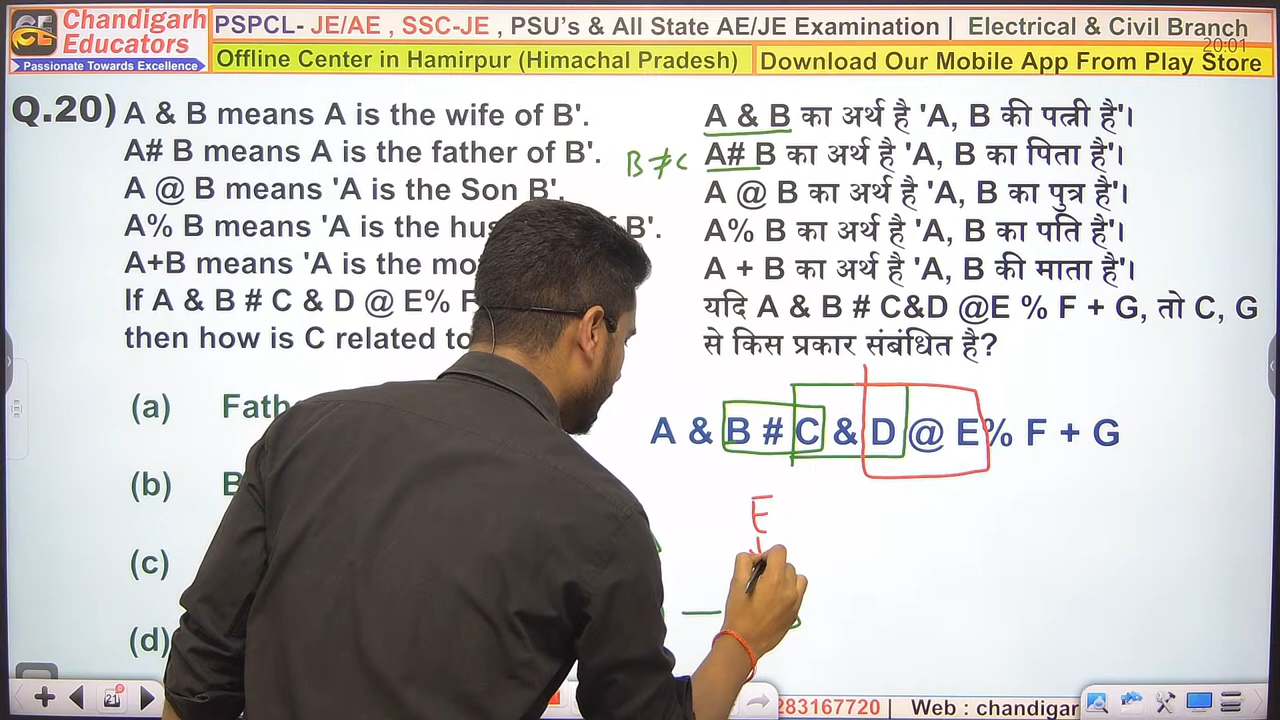 Chandigarh
Educators
Passionate Towards Excellence
PSPCL- JE/AE , SSC-JE , PSU's & All State AE/JE Examination | Electrical & Civil Branch
20:01
Offline Center in Hamirpur (Himachal Pradesh)
Download Our Mobile App From Play Store
Q.20) A & B means A is the wife of B'.
A# B means A is the father of B'.
A @ B means 'A is the Son B'.
A% B means 'A is the hus B'.
A+B means 'A is the mo
If A & B # C & D @ E% F
then how is C related to
A & B का अर्थ है 'A, B की पत्नी है'।
B≠C
A# B का अर्थ है 'A, B का पिता है'।
A @ B का अर्थ है 'A, B का पुत्र है'।
A% B का अर्थ है 'A, B का पति है'।
A + B का अर्थ है 'A, B की माता है'।
यदि A & B # C&D @E % F + G, तो C, G
से किस प्रकार संबंधित है?
(a) Fath
(b) B
(c)
(d)
A & B # C & D @ E% F + G
E
21
283167720 | Web : chandigar